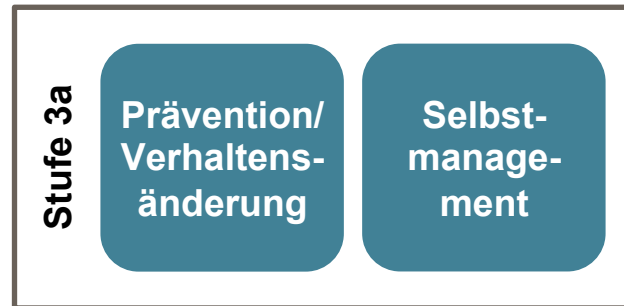 Stufe 3a
Prävention/
Verhaltens-
änderung
Selbst-
manage-
ment